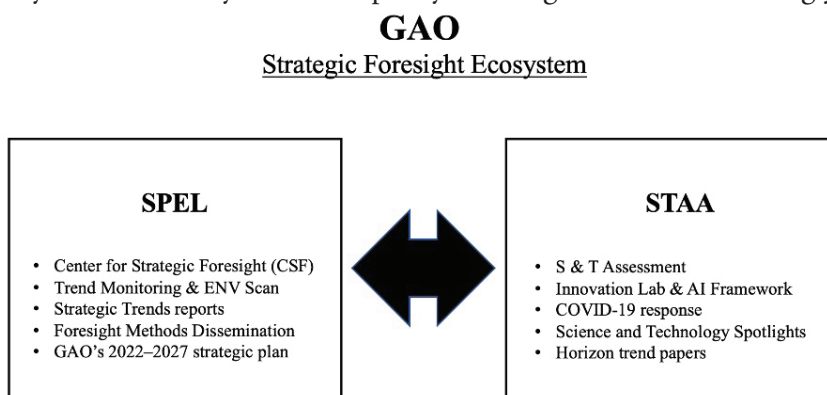 GAO
Strategic Foresight Ecosystem
SPEL
• Center for Strategic Foresight (CSF)
• Trend Monitoring & ENV Scan
• Strategic Trends reports
• Foresight Methods Dissemination
• GAO’s 2022–2027 strategic plan
STAA
• S & T Assessment
• Innovation Lab & AI Framework
• COVID-19 response
• Science and Technology Spotlights
• Horizon trend papers